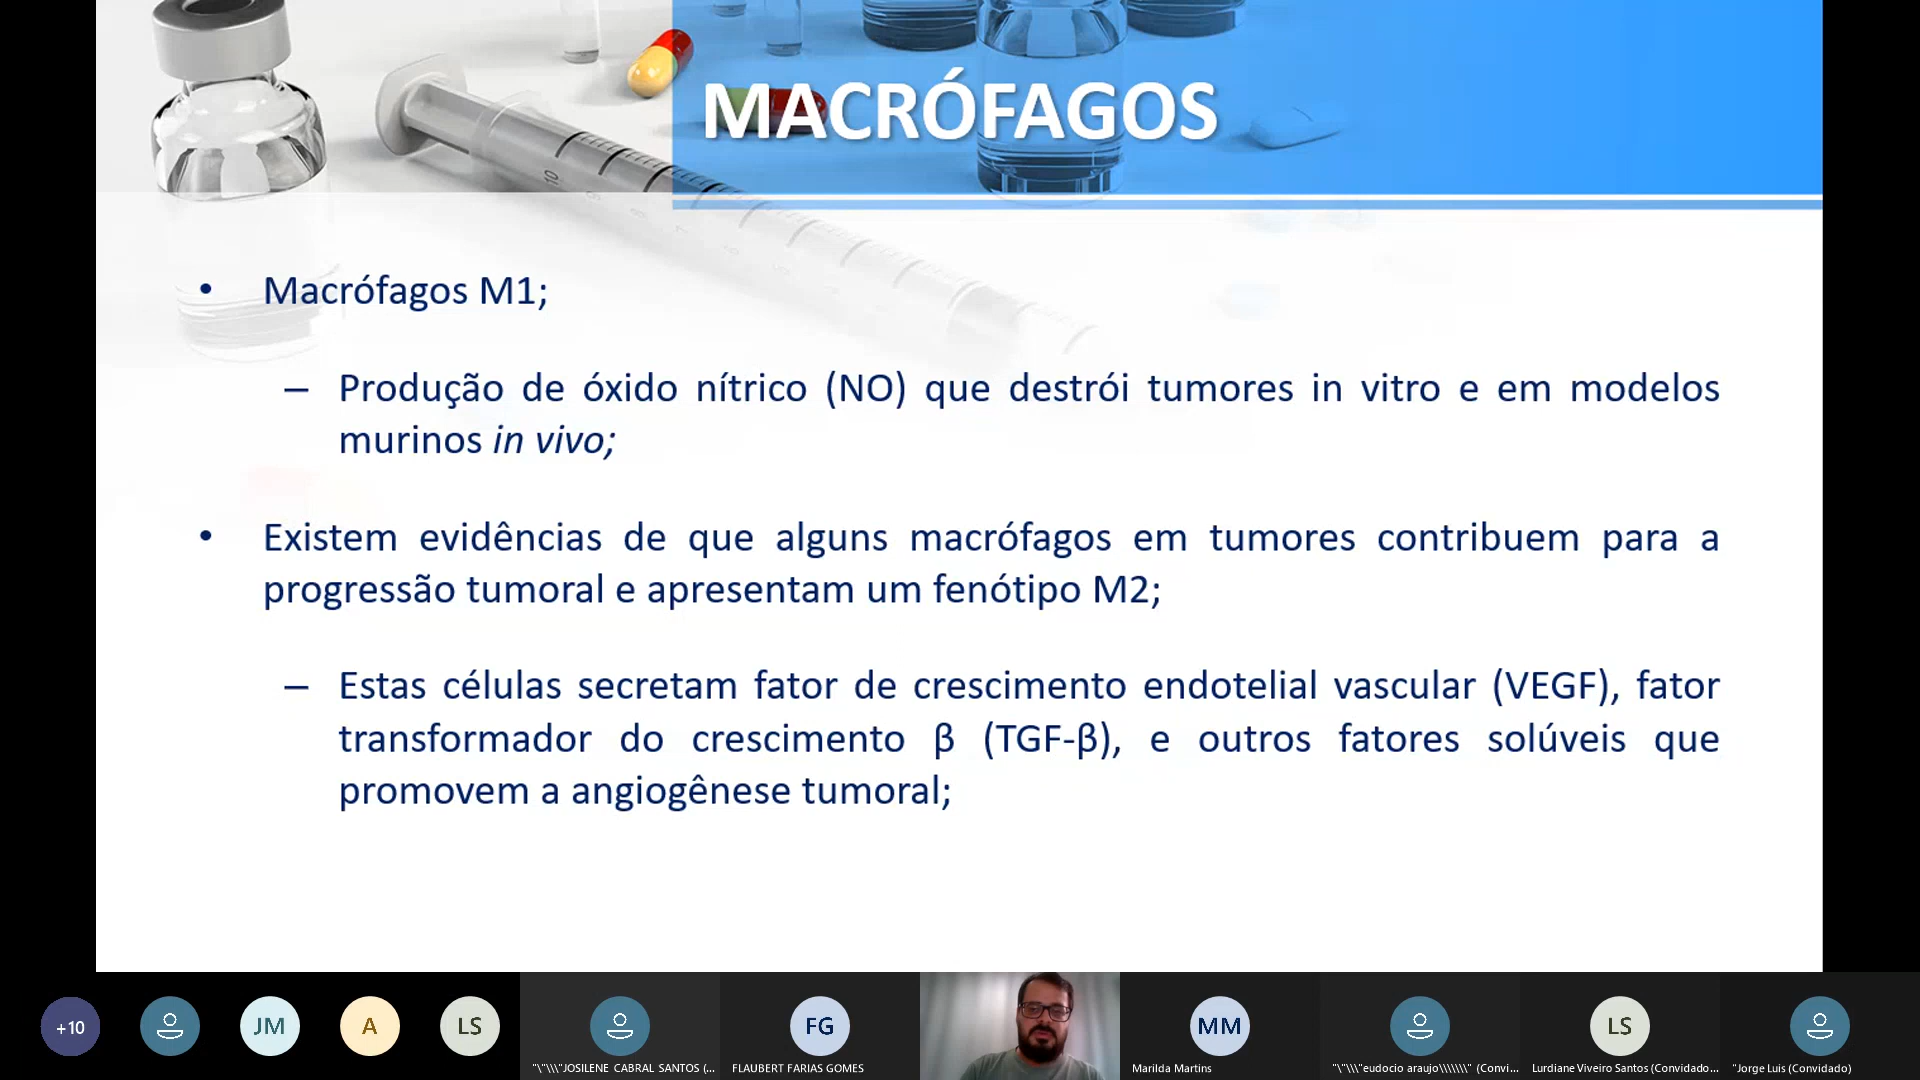 MACRÓFAGOS
• Macrófagos M1;
– Produção de óxido nítrico (NO) que destrói tumores in vitro e em modelos
murinos in vivo;
• Existem evidências de que alguns macrófagos em tumores contribuem para a
progressão tumoral e apresentam um fenótipo M2;
– Estas células secretam fator de crescimento endotelial vascular (VEGF), fator
transformador do crescimento β (TGF-β), e outros fatores solúveis que
promovem a angiogênese tumoral;
+10
JM
A
LS
FG
MM
LS
"\"\\\"JOSILENE CABRAL SANTOS (...
FLAUBERT FARIAS GOMES
Marilda Martins
"\"\\\"eudocio araujo\\\\\\\" (Convi...
Lurdiane Viveiro Santos (Convidado...
"Jorge Luis (Convidado)